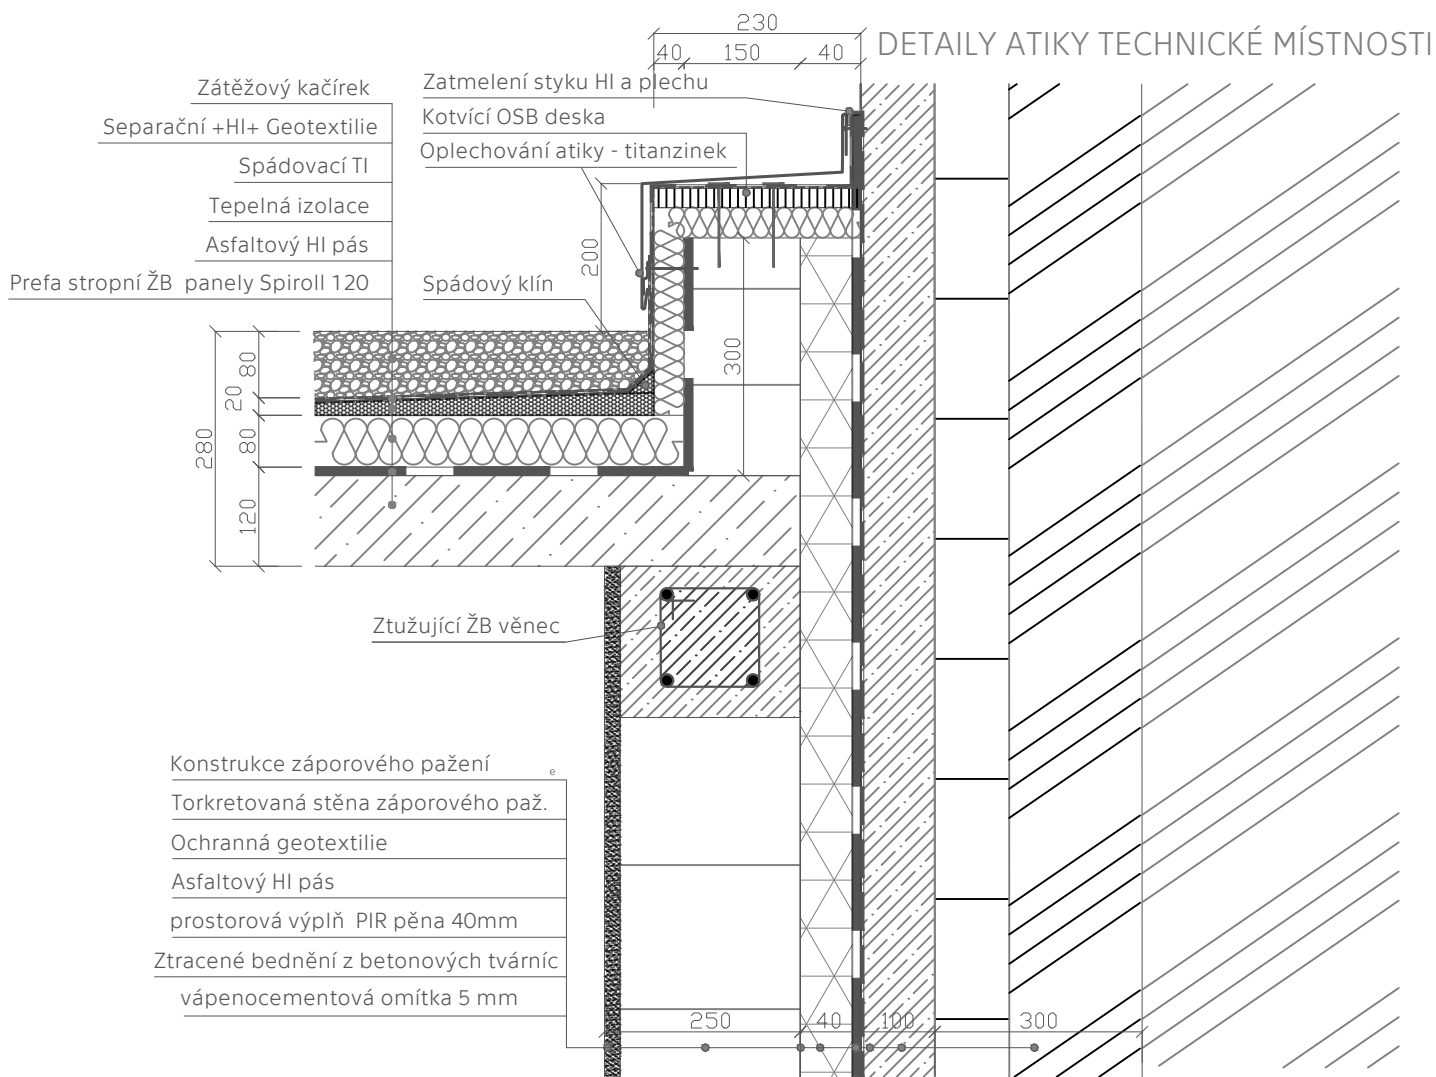 DETAILY ATIKY TECHNICKÉ MÍSTNOSTI
230
40 150 40
Zátěžový kačírek
Separační +HI+ Geotextilie
Spádovací TI
Tepelná izolace
Asfaltový HI pás
Prefa stropní ŽB panely Spiroll 120
Zatmelení styku HI a plechu
Kotvící OSB deska
Oplechování atiky - titanzinek
Spádový klín
200
300
280
80
20
80
120
Ztužující ŽB věnec
Konstrukce záporového pažení
e
Torkretovaná stěna záporového paž.
Ochranná geotextilie
Asfaltový HI pás
prostorová výplň PIR pěna 40mm
Ztracené bednění z betonových tvárníc
vápenocementová omítka 5 mm
250 40 100 300